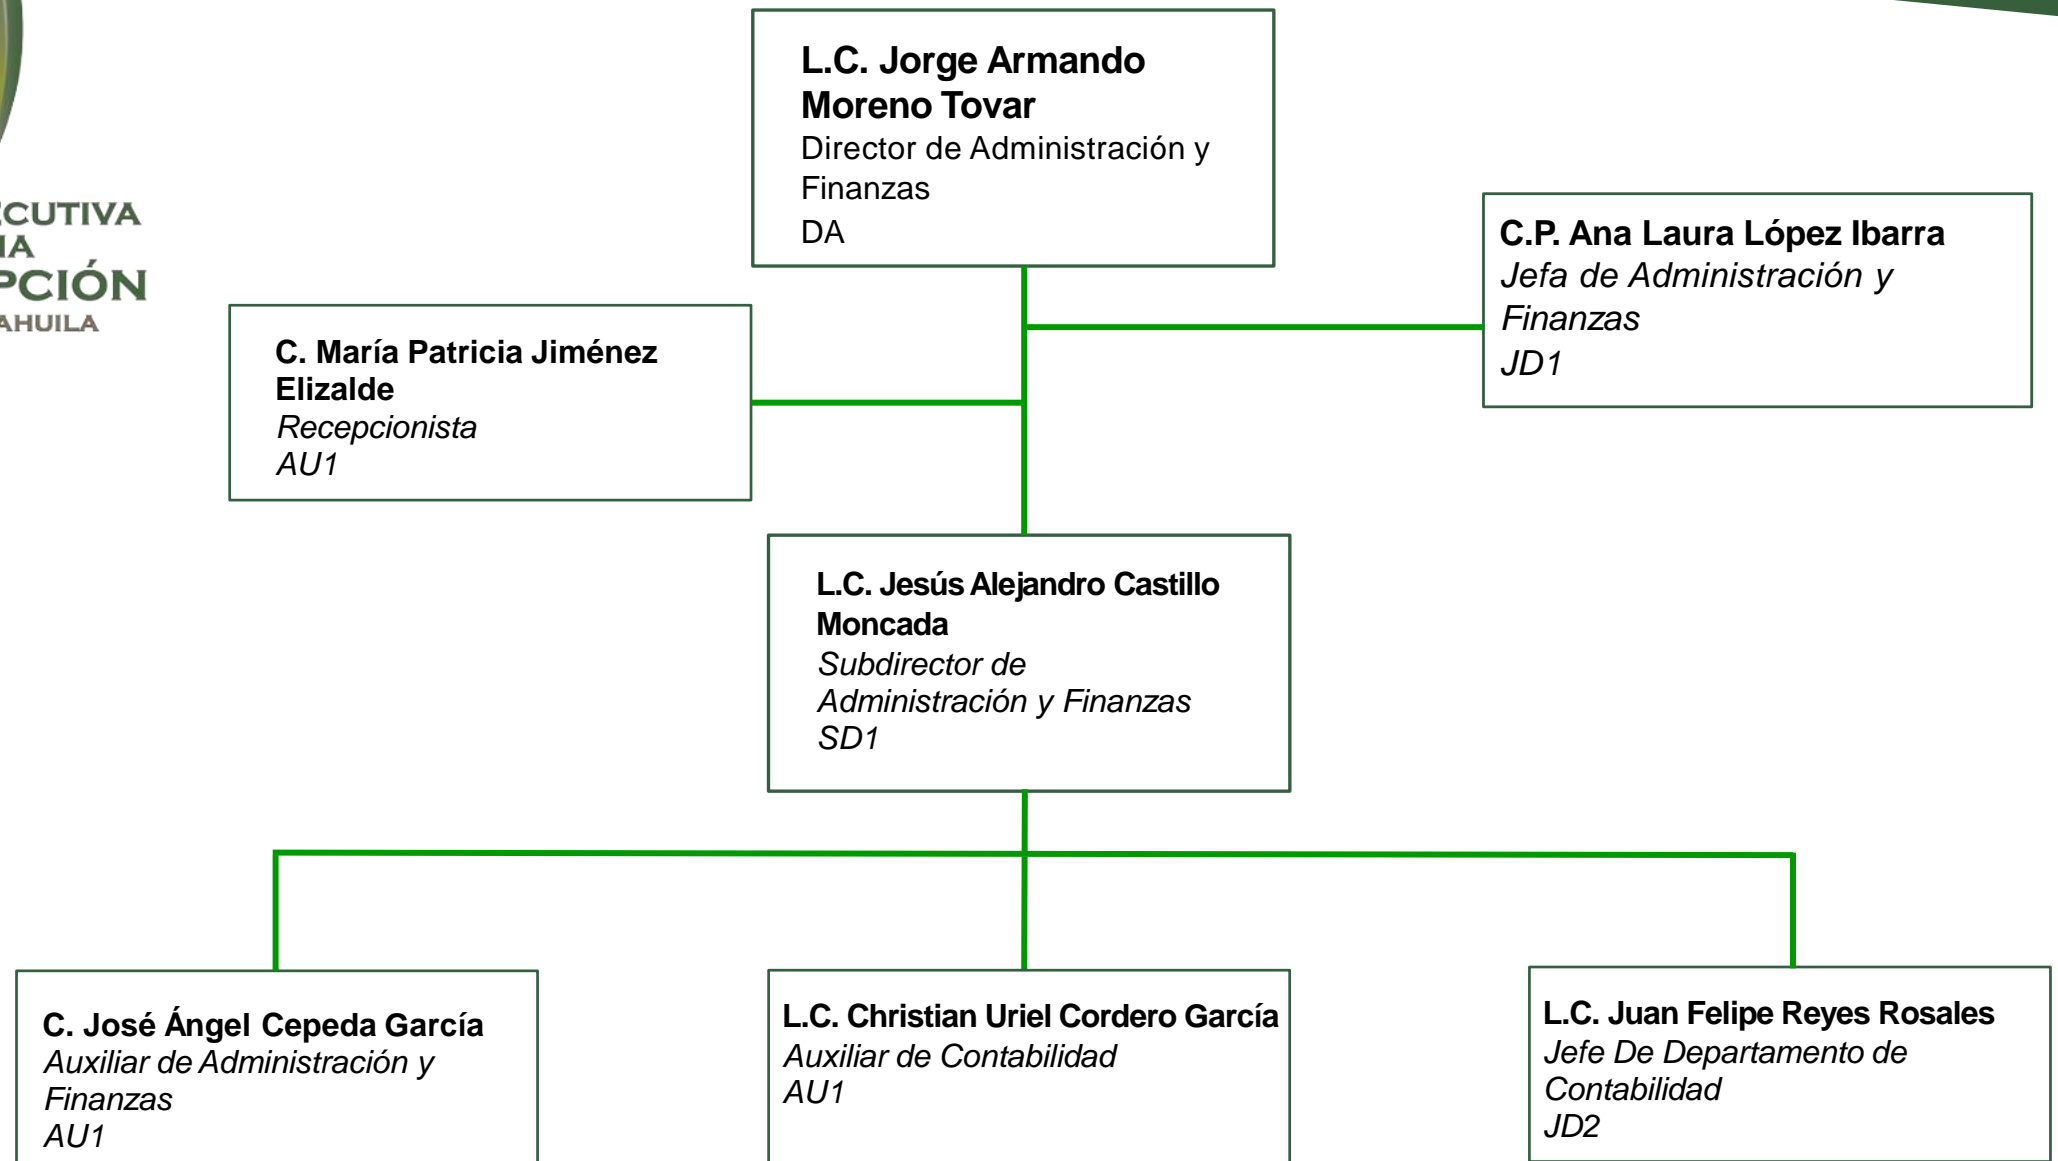 L.C. Jorge Armando
Moreno Tovar
Director de Administración y
Finanzas
DA
C.P. Ana Laura López Ibarra
Jefa de Administración y
Finanzas
JD1
AHUILA
C. María Patricia Jiménez
Elizalde
Recepcionista
AU1
L.C. Jesús Alejandro Castillo
Moncada
Subdirector de
Administración y Finanzas
SD1
C. José Ángel Cepeda García
Auxiliar de Administración y
Finanzas
AU1
L.C. Christian Uriel Cordero García
Auxiliar de Contabilidad
AU1
L.C. Juan Felipe Reyes Rosales
Jefe De Departamento de
Contabilidad
JD2